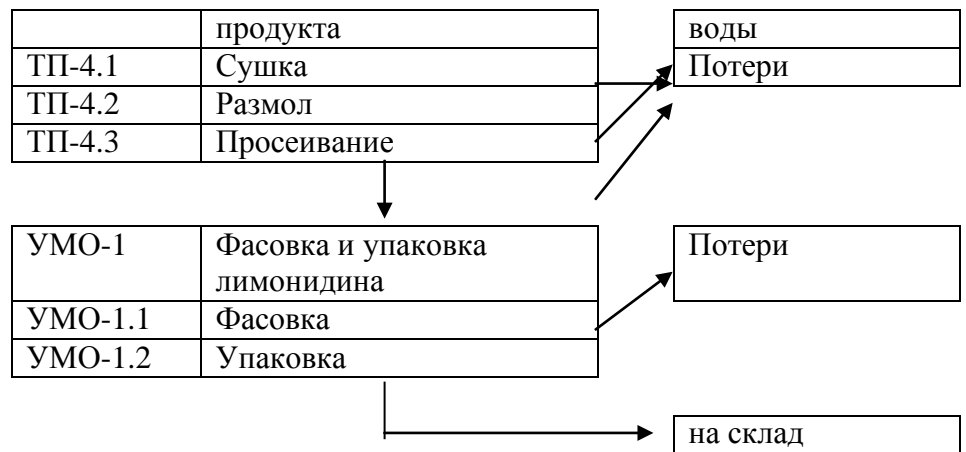 продукта
воды
ТП-4.1 Сушка
Потери
ТП-4.2 Размол
ТП-4.3 Просеивание
УМО-1 Фасовка и упаковка
лимонидина
Потери
УМО-1.1 Фасовка
УМО-1.2 Упаковка
на склад